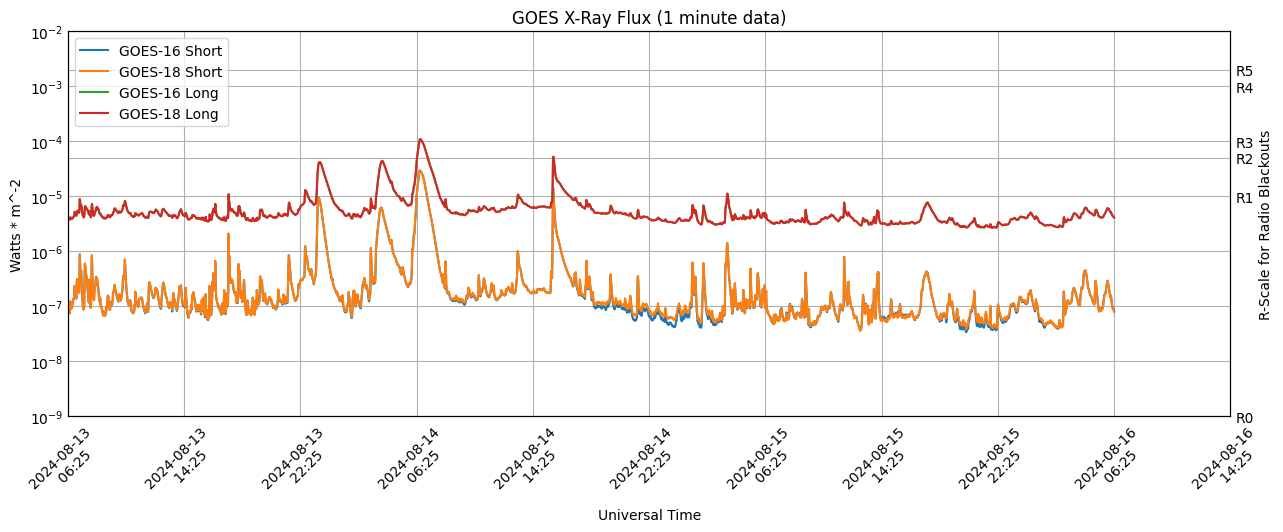 GOES X-Ray Flux (1 minute data)
GOES-16 Short
GOES-18 Short
GOES-16 Long
GOES-18 Long
10^-2
10^-3
10^-4
10^-5
10^-6
10^-7
10^-8
10^-9
Watts * m^-2
R5
R4
R3
R2
R1
R0
R-Scale for Radio Blackouts
2024-08-13
06:25
2024-08-13
14:25
2024-08-13
22:25
2024-08-14
06:25
2024-08-14
14:25
2024-08-14
22:25
2024-08-15
06:25
2024-08-15
14:25
2024-08-15
22:25
2024-08-16
06:25
2024-08-16
14:25
Universal Time